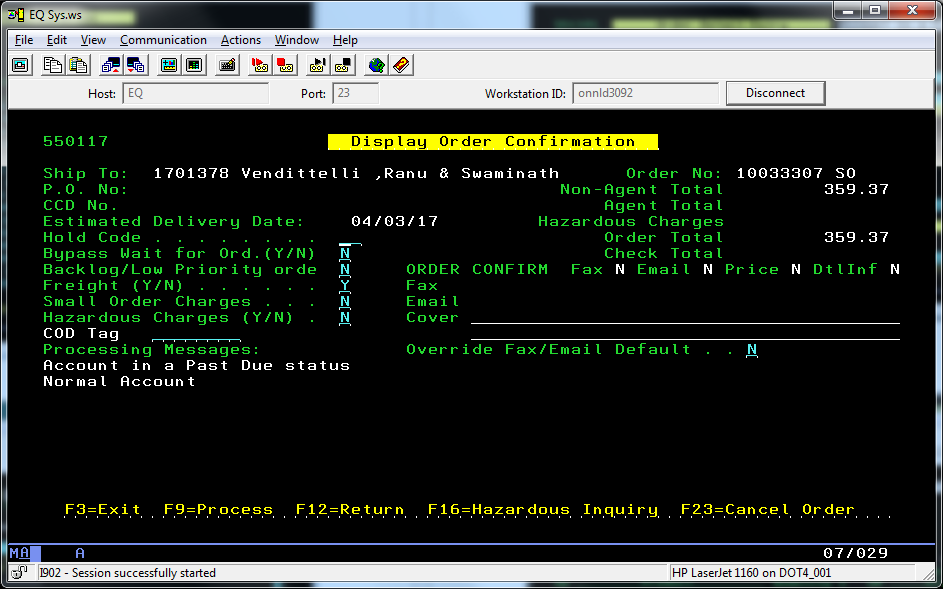 EQ Sys.ws
File Edit View Communication Actions Window Help
Host: EQ Port: 23 Workstation ID: onnld3092 Disconnect
550117 Display Order Confirmation
Ship To: 1701378 Vendittelli ,Ranu & Swaminath Order No: 10033307 SO
P.O. No: Non-Agent Total 359.37
CCD No. Agent Total
Estimated Delivery Date: 04/03/17 Hazardous Charges
Hold Code . . . . . . . . Order Total 359.37
Bypass Wait for Ord.(Y/N) N Check Total
Backlog/Low Priority orde N ORDER CONFIRM Fax N Email N Price N DtlInf N
Freight (Y/N) . . . . . . Y Fax
Small Order Charges . . . N Email
Hazardous Charges (Y/N) . N Cover
COD Tag
Processing Messages: Override Fax/Email Default . . N
Account in a Past Due status
Normal Account
F3=Exit F9=Process F12=Return F16=Hazardous Inquiry F23=Cancel Order
MA A 07/029
I902 - Session successfully started HP LaserJet 1160 on DOT4_001